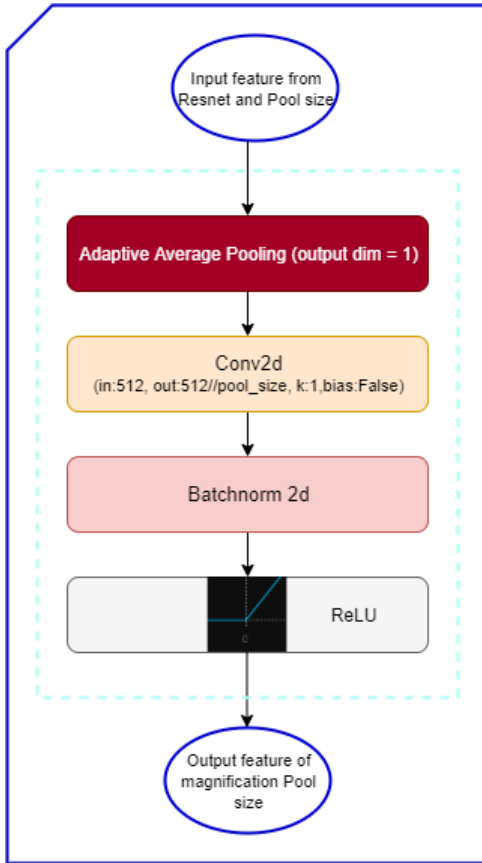 Input feature from
Resnet and Pool size
Adaptive Average Pooling (output dim = 1)
Conv2d
(in:512, out:512//pool_size, k:1,bias:False)
Batchnorm 2d
0
ReLU
Output feature of
magnification Pool
size